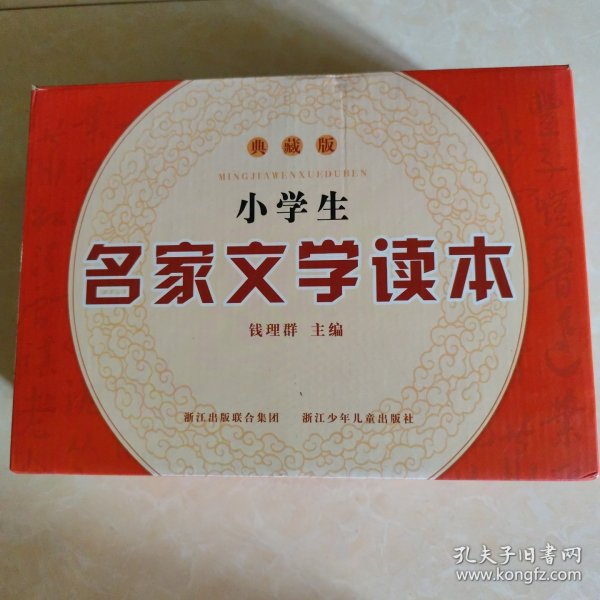 典藏版
MINGJIAWENXUEDUBEN
小学生
名家文学读本
钱理群 主编
浙江出版联合集团 浙江少年儿童出版社
孔夫子旧书网
www.kongfz.com